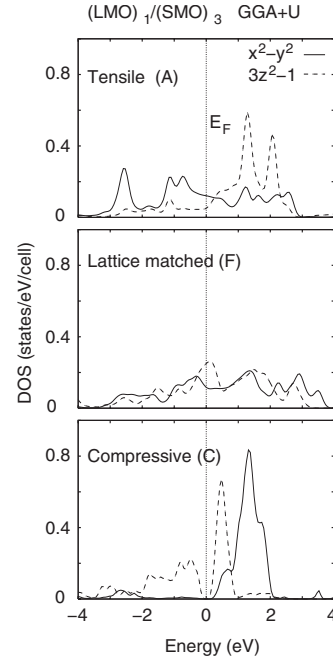 (LMO)₁/(SMO)₃ GGA+U
x²−y²
3z²−1
Tensile (A)
E_F
0.8
0.4
0
Lattice matched (F)
0.8
0.4
0
Compressive (C)
0.8
0.4
0
−4 −2 0 2 4
DOS (states/eV/cell)
Energy (eV)